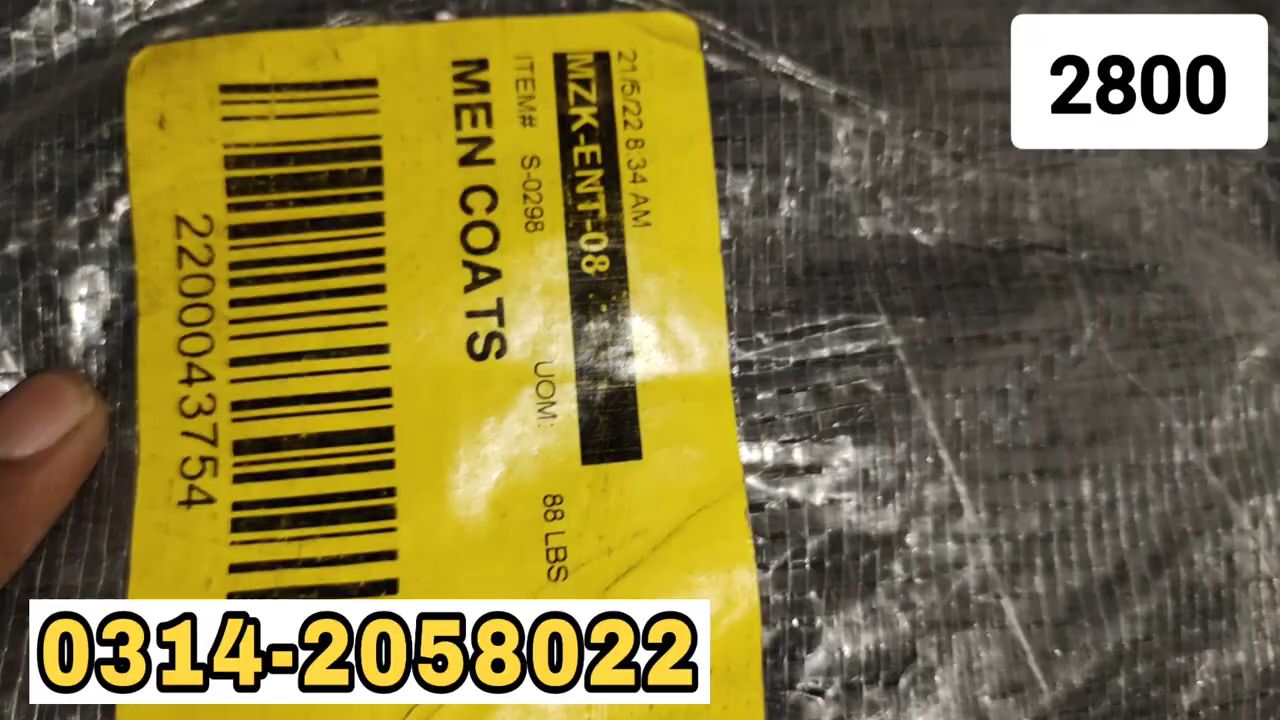 2800
21/5/22 8:34 AM
MZK-ENT-08
ITEM# S-0298 UOM: 88 LBS
MEN COATS
2200043754
0314-2058022